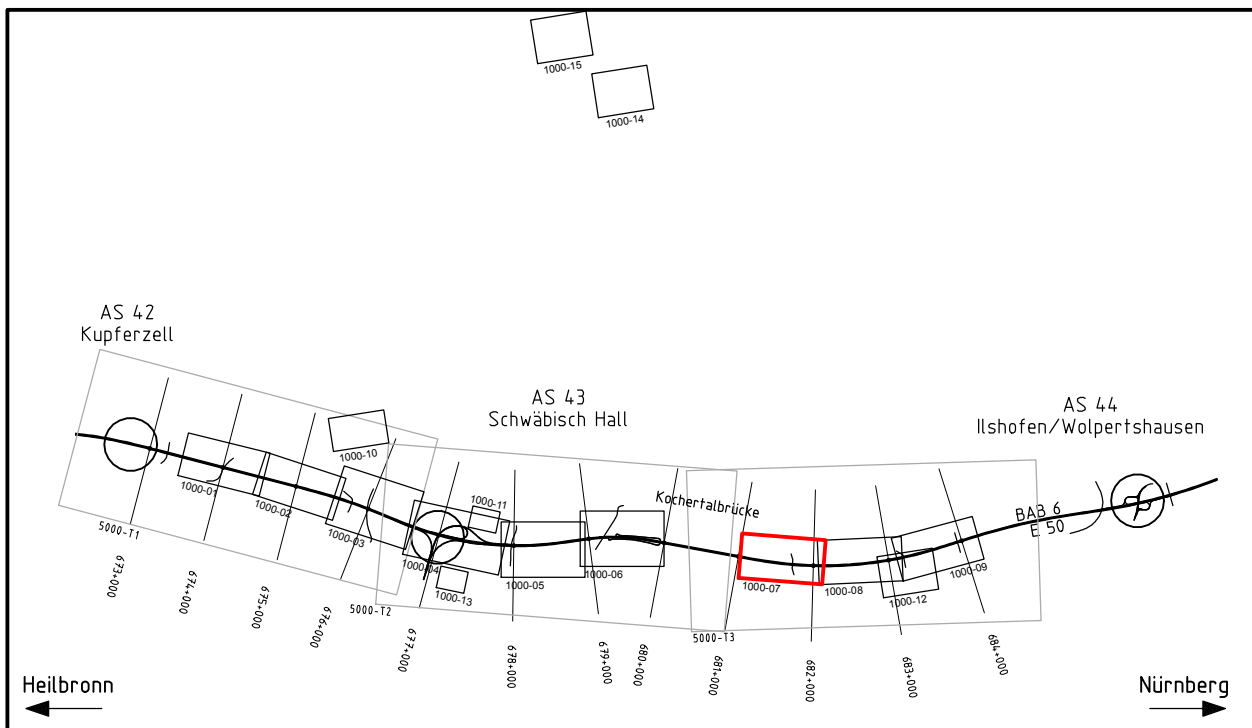 1000-15
1000-14
AS 42
Kupferzell
AS 43
Schwäbisch Hall
AS 44
Ilshofen/Wolpertshausen
1000-10
1000-01
1000-02
1000-03
1000-11
Kochertalbrücke
BAB 6
E 50
5000-T1
1000-04
1000-05
1000-06
1000-07
1000-08
1000-09
1000-13
1000-12
5000-T2
5000-T3
673+000
674+000
675+000
676+000
677+000
678+000
679+000
680+000
681+000
682+000
683+000
684+000
Heilbronn
Nürnberg